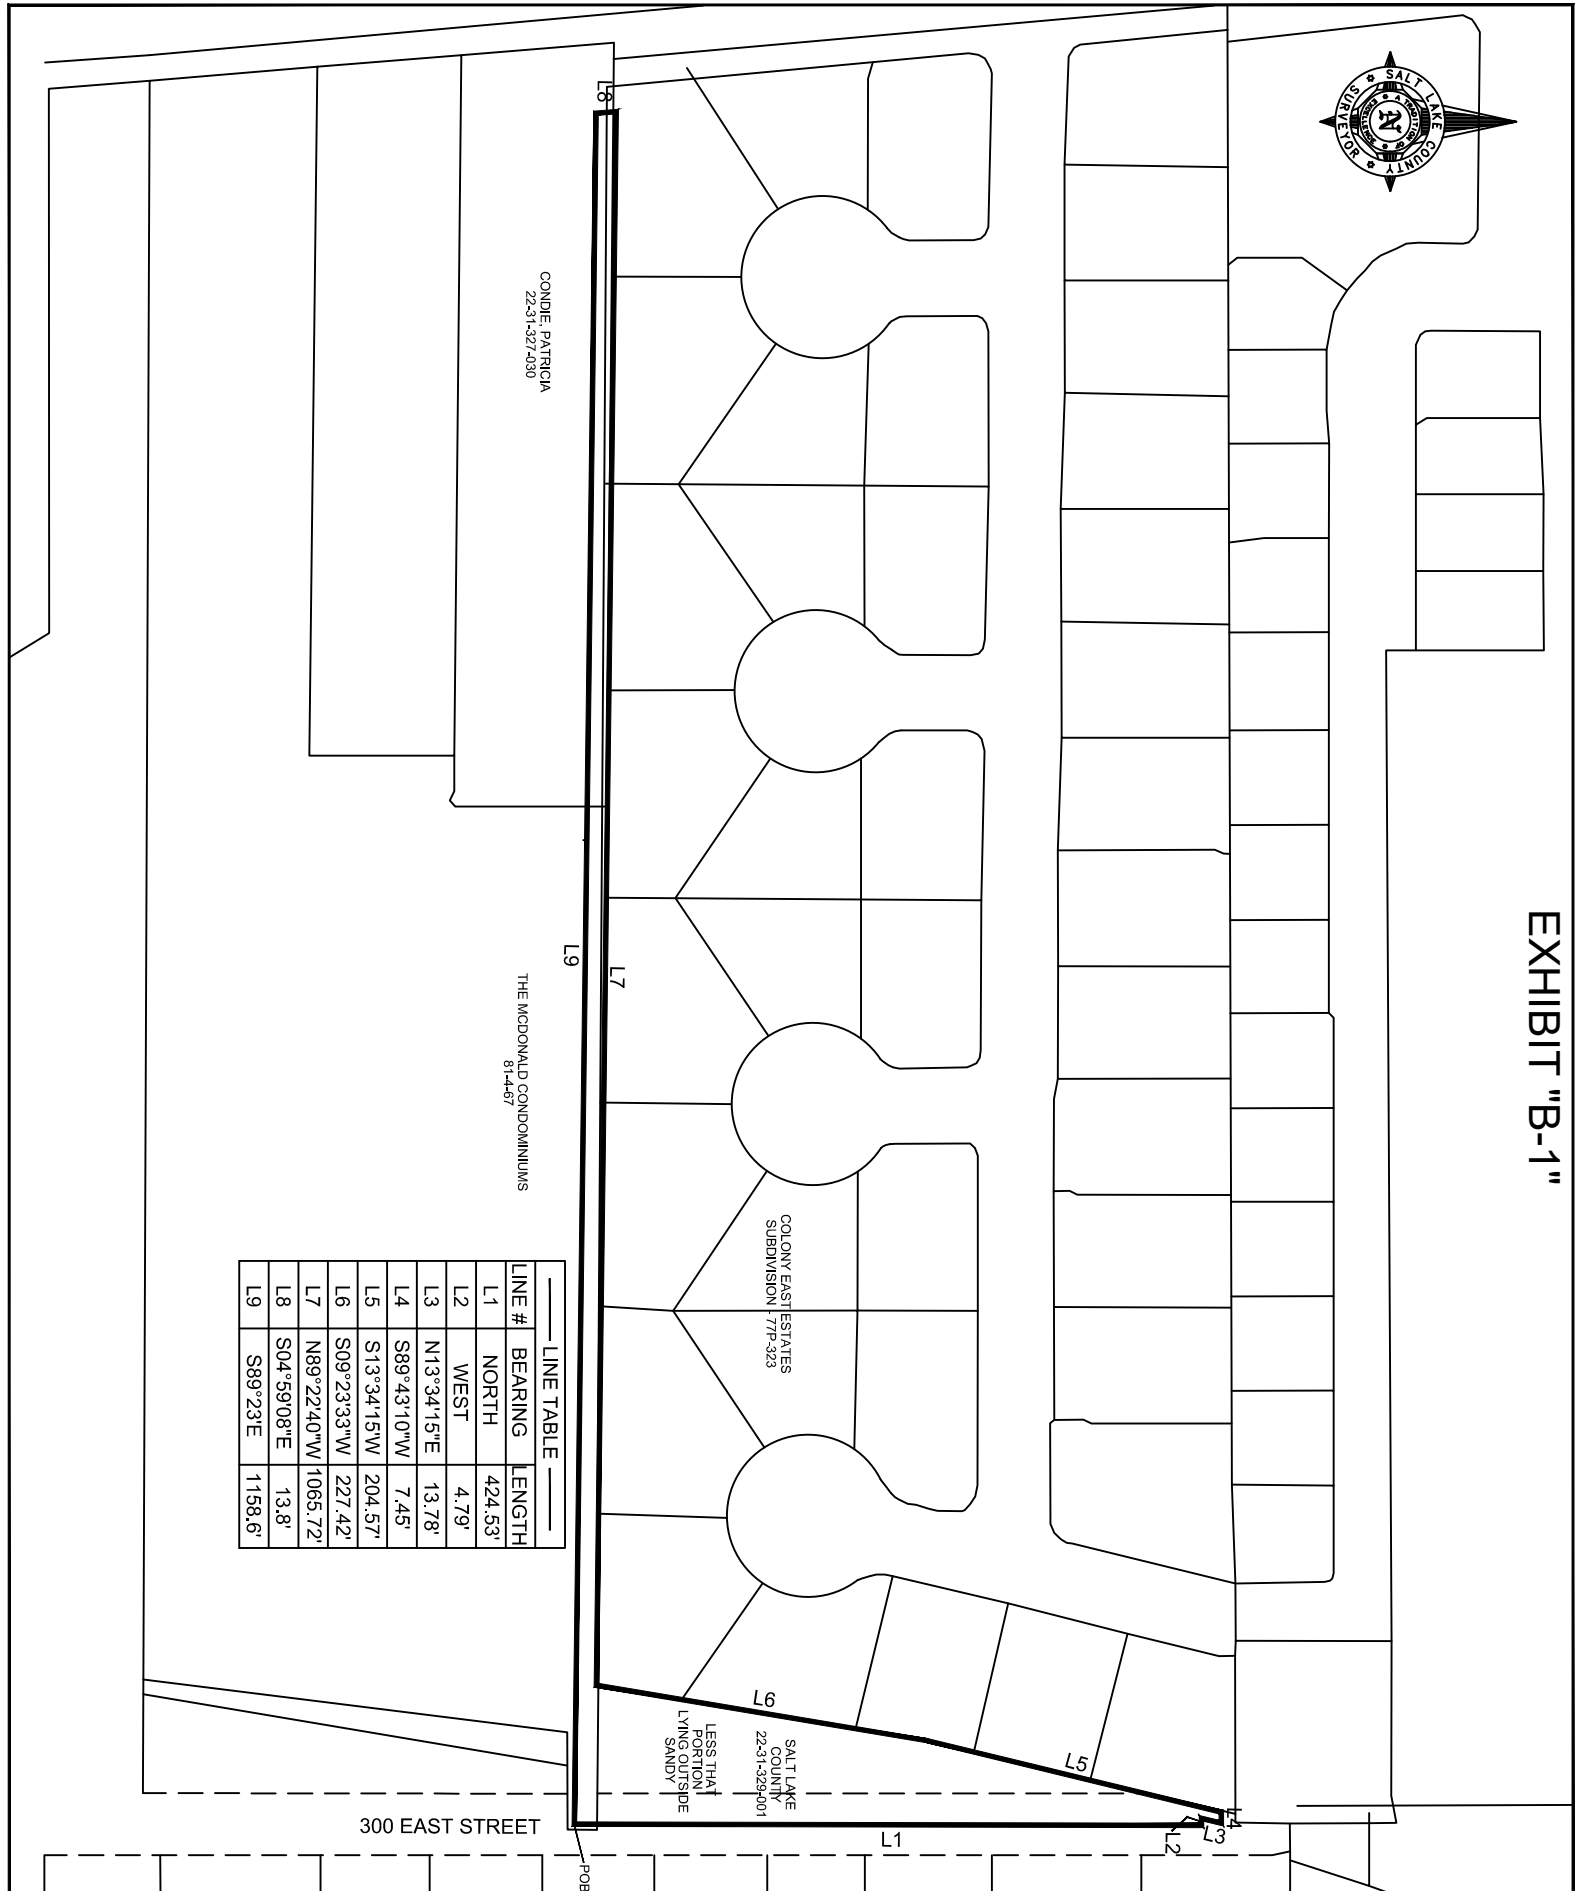 EXHIBIT "B-1"
SALT LAKE COUNTY SURVEYOR
A TRADITION OF EXCELLENCE
N
COLONY EAST ESTATES
SUBDIVISION - 77P-323
SALT LAKE
COUNTY
22-31-329-001
LESS THAT
PORTION
LYING OUTSIDE
SANDY
CONDIE, PATRICIA
22-31-327-030
THE MCDONALD CONDOMINIUMS
81-4-67
300 EAST STREET
POB
L1
L2
L3
L4
L5
L6
L7
L8
L9
LINE TABLE
LINE # BEARING LENGTH
L1 NORTH 424.53'
L2 WEST 4.79'
L3 N13°34'15"E 13.78'
L4 S89°43'10"W 7.45'
L5 S13°34'15"W 204.57'
L6 S09°23'33"W 227.42'
L7 N89°22'40"W 1065.72'
L8 S04°59'08"E 13.8'
L9 S89°23'E 1158.6'